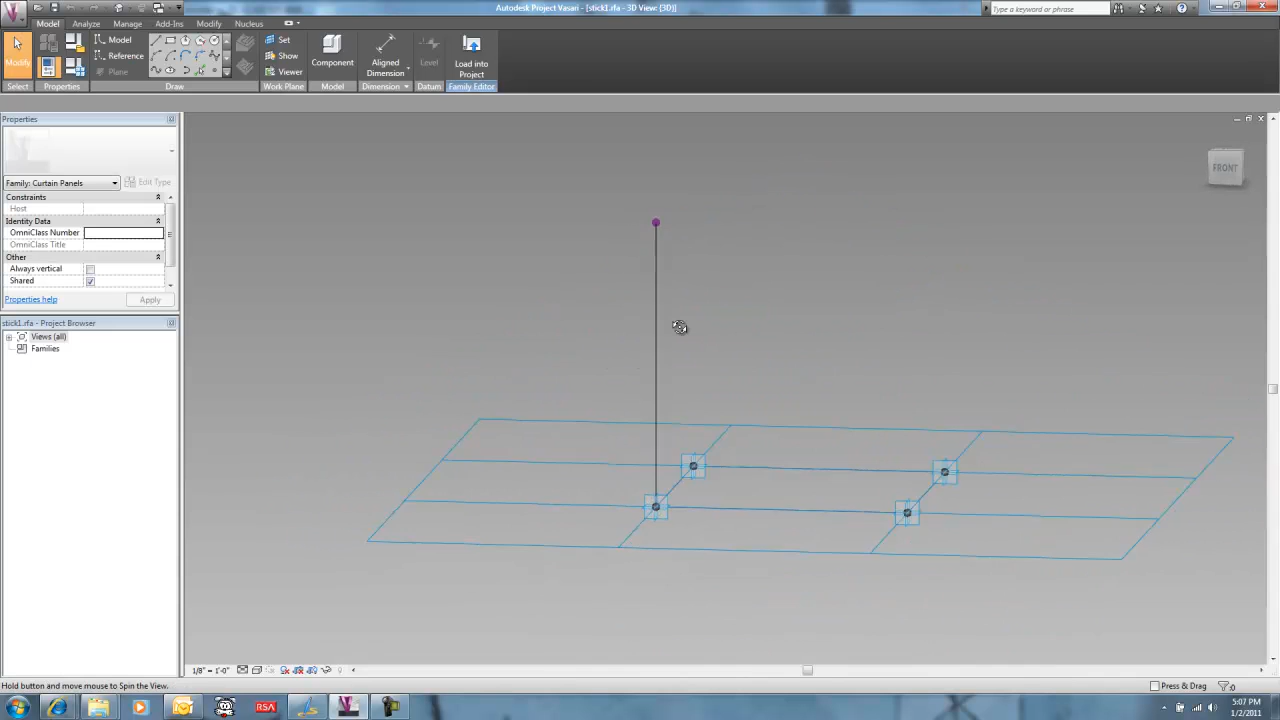 Autodesk Project Vasari - [stick1.rfa - 3D View: {3D}]
Type a keyword or phrase
Model Analyze Manage Add-Ins Modify Nucleus
Modify
Model
Reference
Plane
Set
Show
Viewer
Component
Aligned
Dimension
Level
Load into
Project
Select Properties Draw Work Plane Model Dimension Datum Family Editor
Properties
Family: Curtain Panels Edit Type
Constraints
Host
Identity Data
OmniClass Number
OmniClass Title
Other
Always vertical
Shared
Properties help Apply
stick1.rfa - Project Browser
Views (all)
Families
FRONT
1/8" = 1'-0"
Hold button and move mouse to Spin the View.
Press & Drag
:0
RSA
5:07 PM
1/2/2011